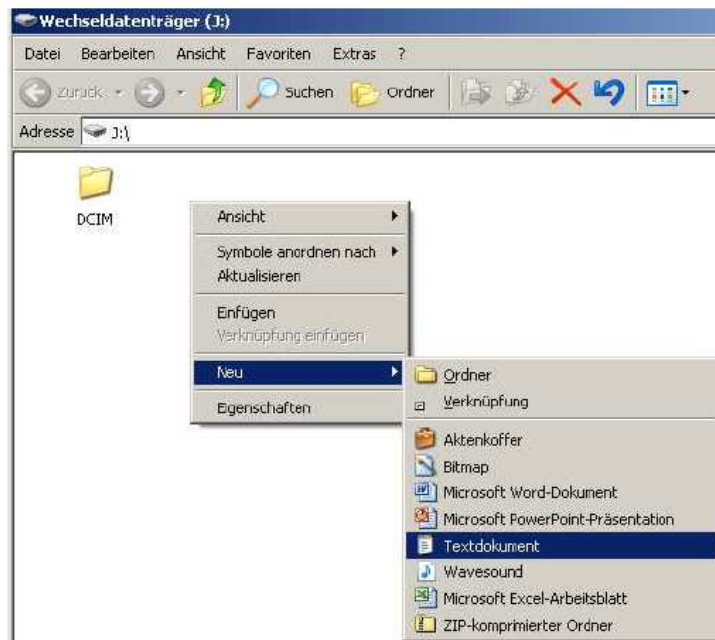 Wechseldatenträger (J:)
Datei Bearbeiten Ansicht Favoriten Extras ?
Zurück Suchen Ordner
Adresse J:\
DCIM
Ansicht
Symbole anordnen nach
Aktualisieren
Einfügen
Verknüpfung einfügen
Neu
Eigenschaften
Ordner
Verknüpfung
Aktenkoffer
Bitmap
Microsoft Word-Dokument
Microsoft PowerPoint-Präsentation
Textdokument
Wavesound
Microsoft Excel-Arbeitsblatt
ZIP-komprimierter Ordner